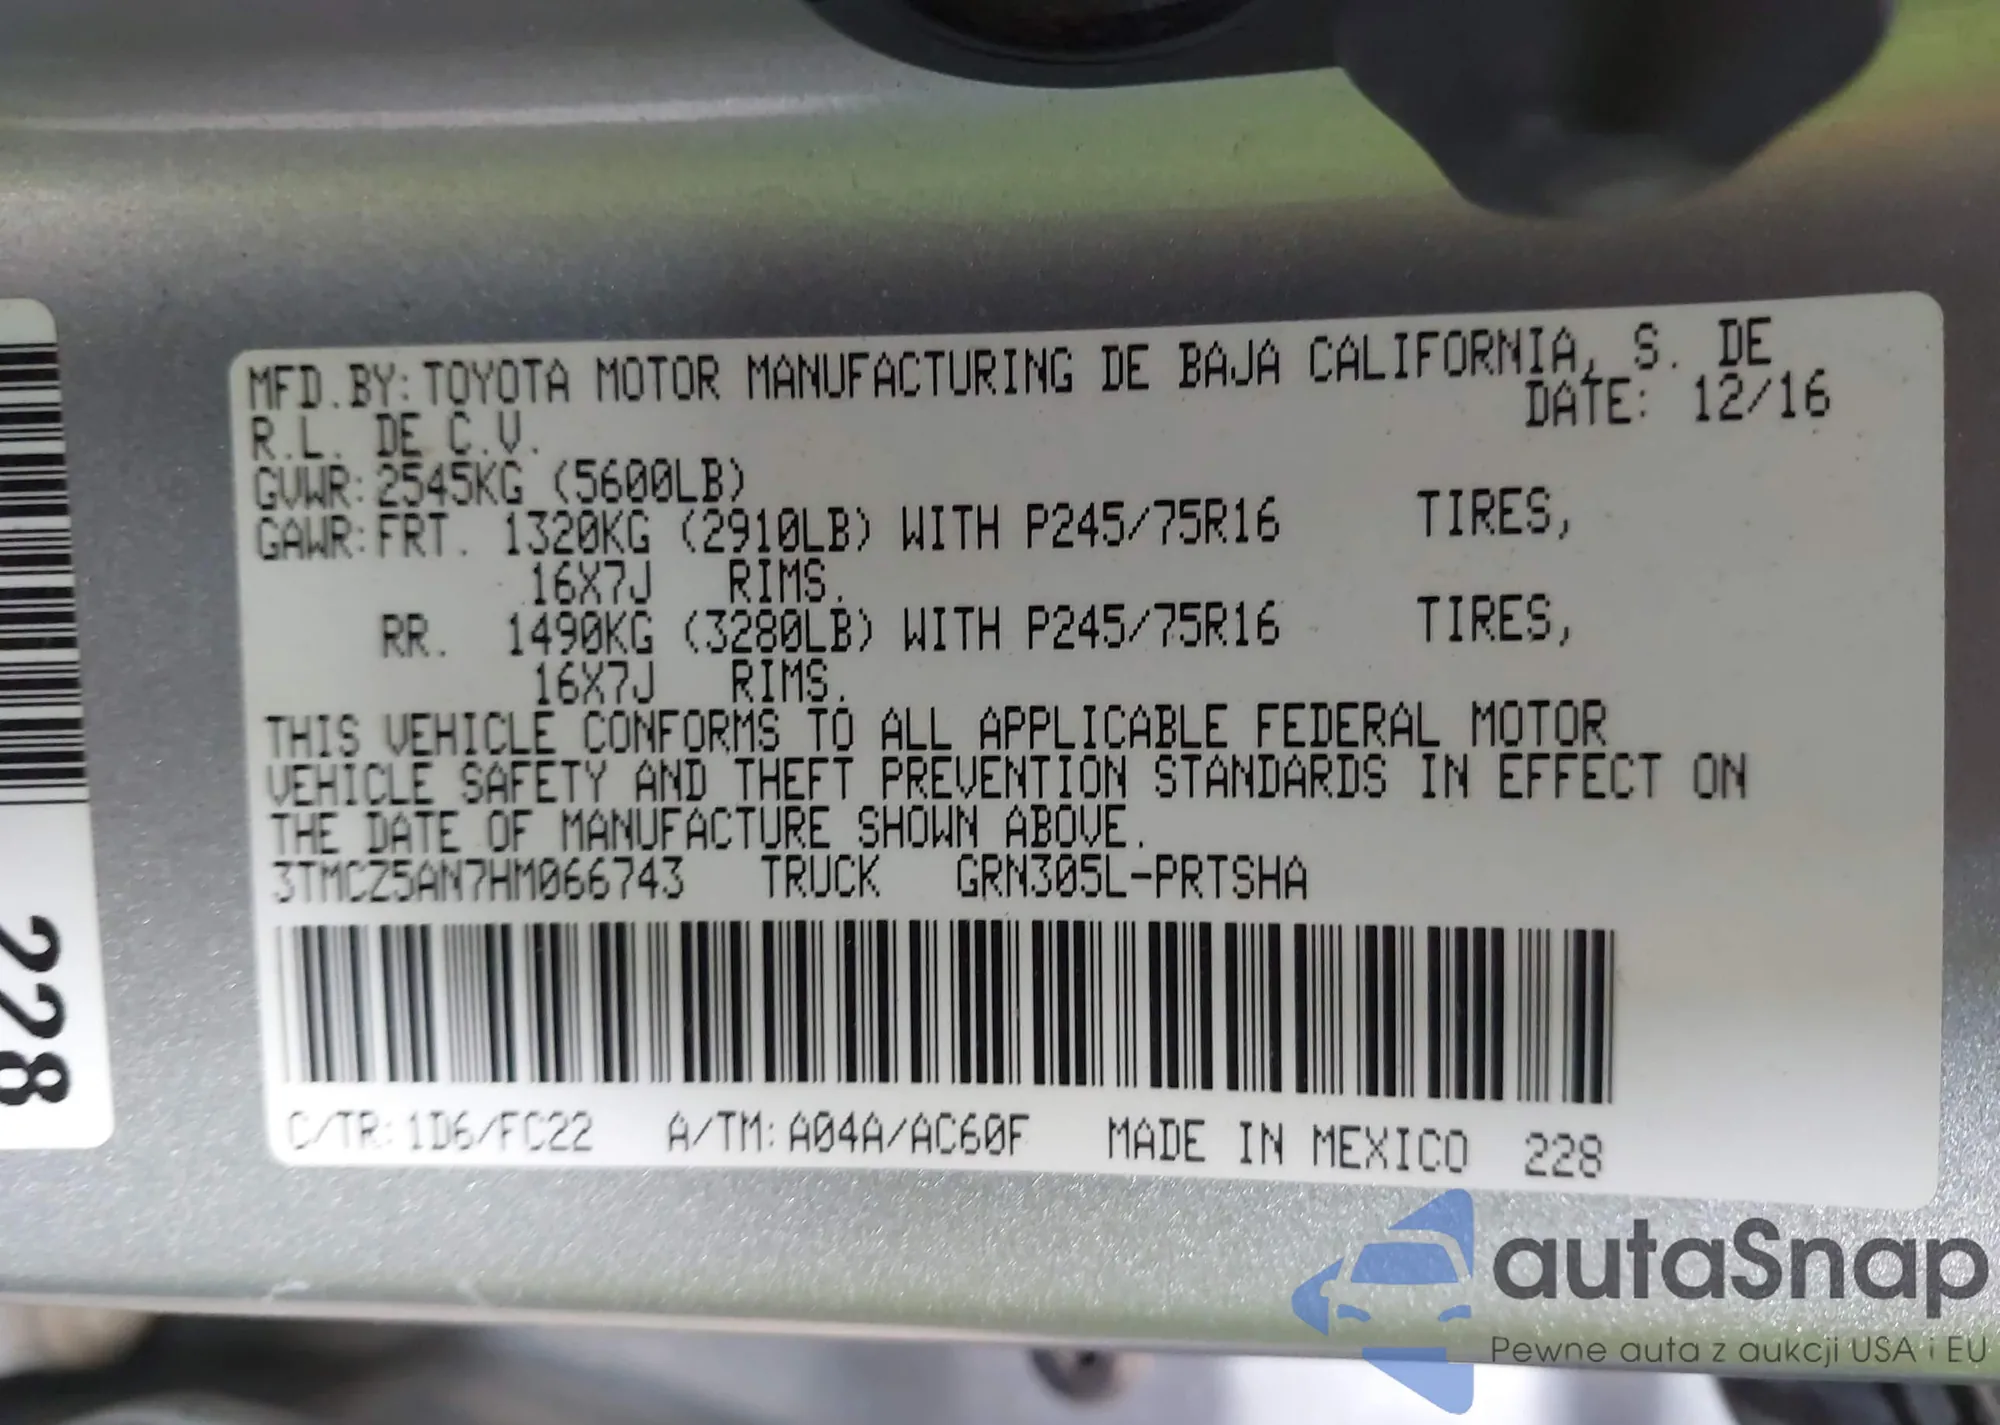 MFD.BY: TOYOTA MOTOR MANUFACTURING DE BAJA CALIFORNIA, S. DE
R.L. DE C.V.
DATE: 12/16
GVWR: 2545KG (5600LB)
GAWR: FRT. 1320KG (2910LB) WITH P245/75R16 TIRES,
16X7J RIMS.
RR. 1490KG (3280LB) WITH P245/75R16 TIRES,
16X7J RIMS.
THIS VEHICLE CONFORMS TO ALL APPLICABLE FEDERAL MOTOR
VEHICLE SAFETY AND THEFT PREVENTION STANDARDS IN EFFECT ON
THE DATE OF MANUFACTURE SHOWN ABOVE.
3TMCZ5AN7HM066743 TRUCK GRN305L-PRTSHA
C/TR: 1D6/FC22 A/TM: A04A/AC60F MADE IN MEXICO 228
228
autaSnap
Pewne auta z aukcji USA i EU